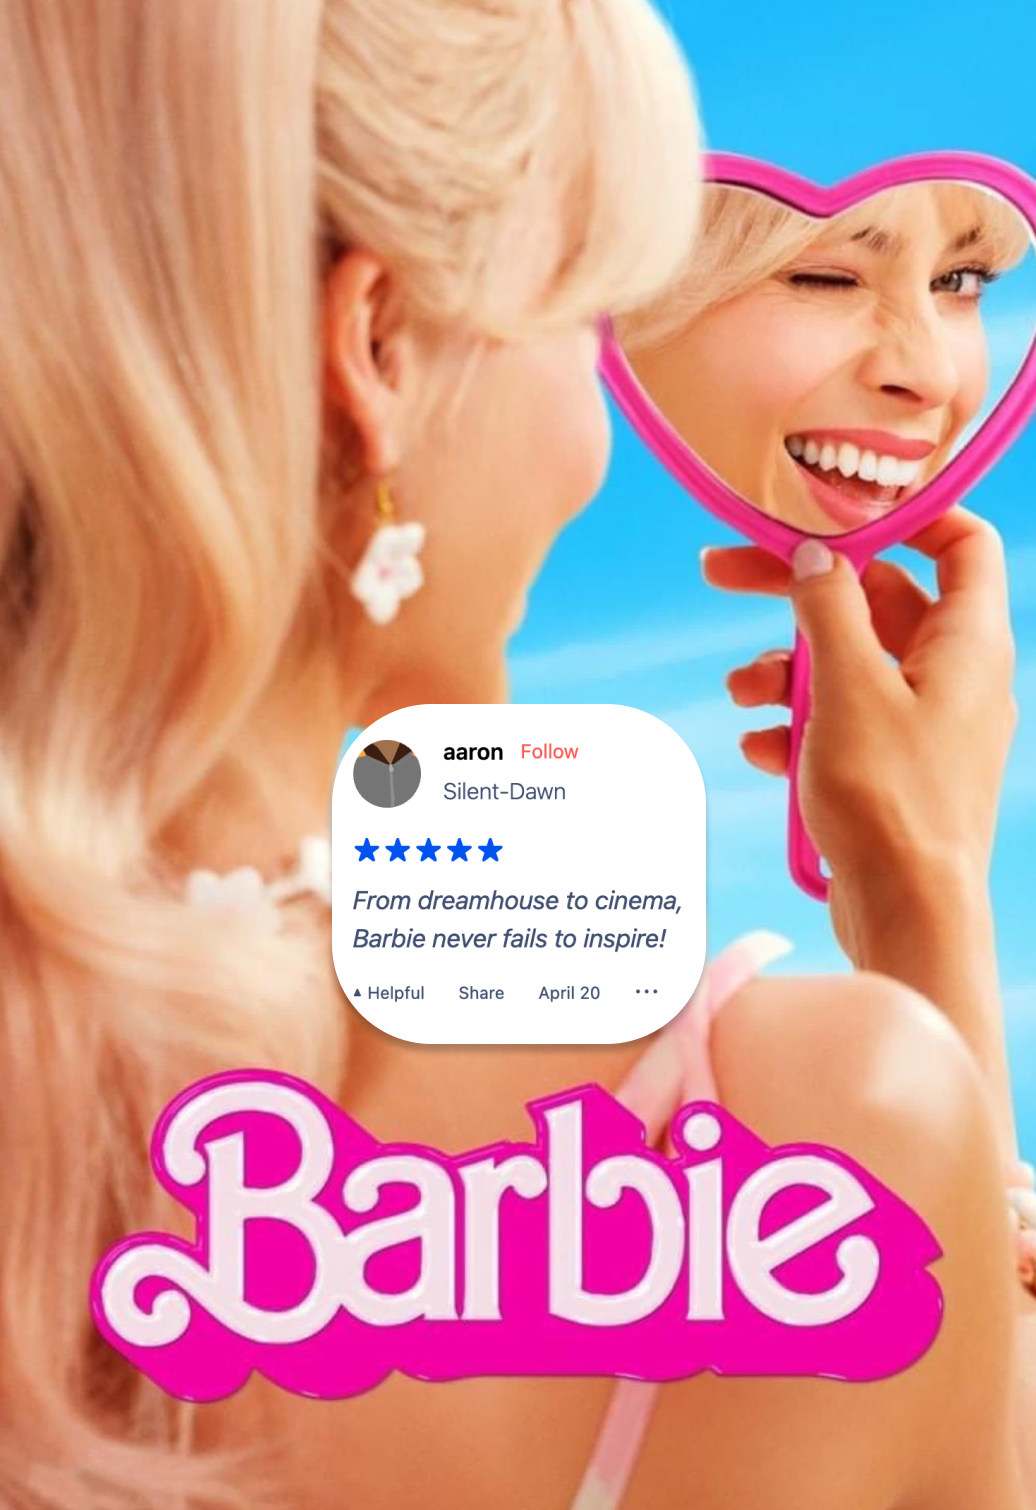 aaron Follow
Silent-Dawn
From dreamhouse to cinema,
Barbie never fails to inspire!
Helpful Share April 20
Barbie